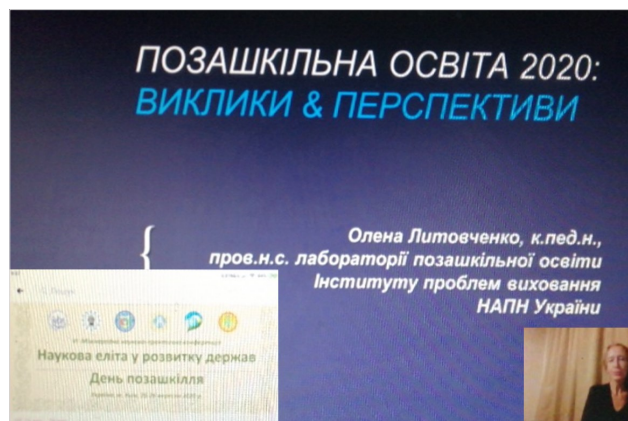 ПОЗАШКІЛЬНА ОСВІТА 2020:
ВИКЛИКИ & ПЕРСПЕКТИВИ
Олена Литовченко, к.пед.н.,
пров.н.с. лабораторії позашкільної освіти
Інституту проблем виховання
НАПН України
Пошук
Наукова еліта у розвитку держав
День позашкілля